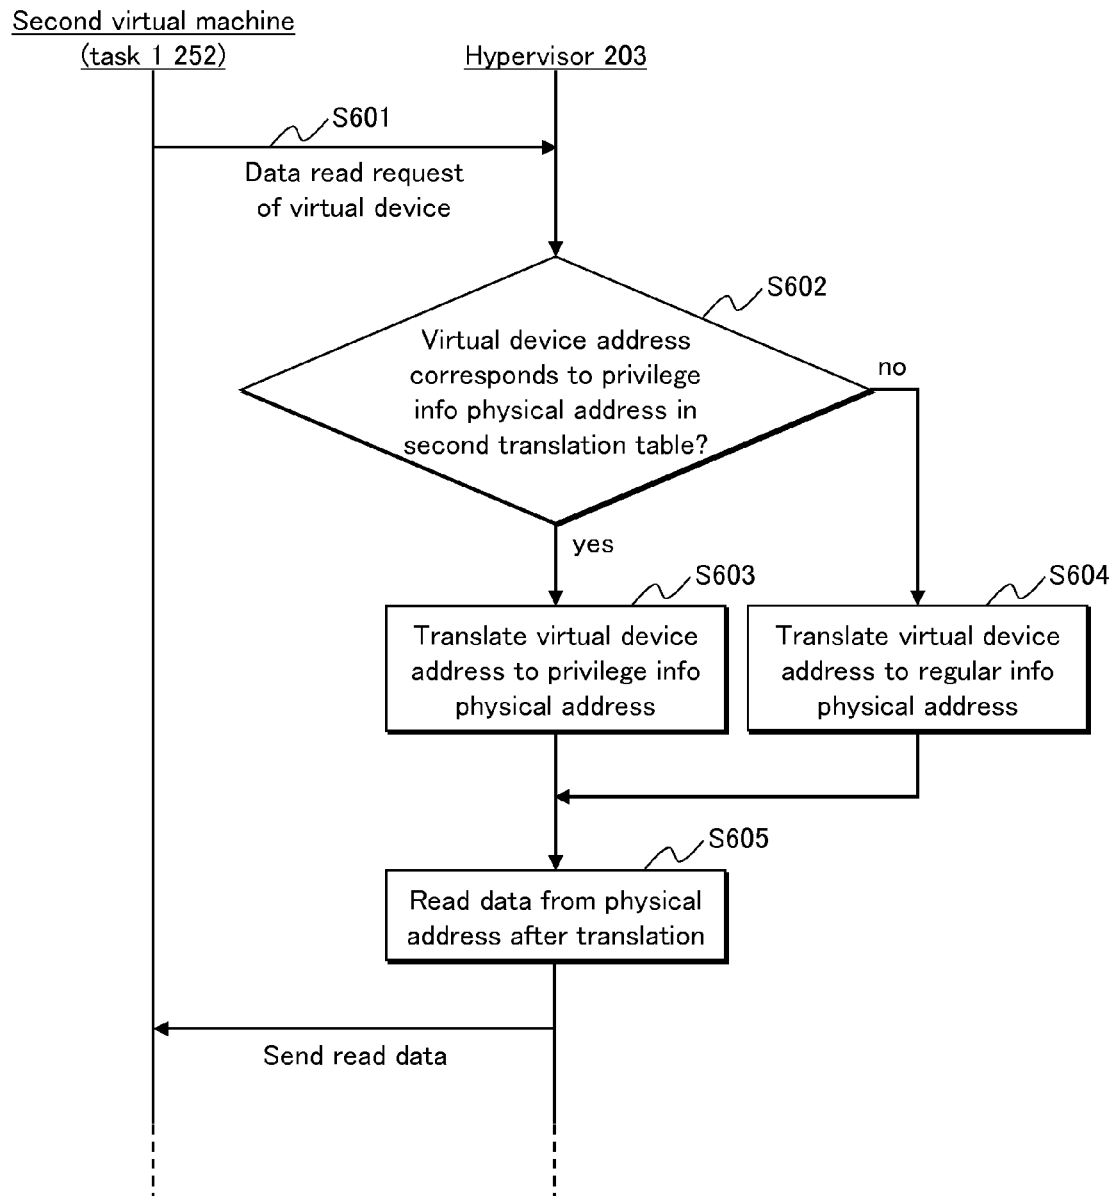 Second virtual machine
(task 1 252)
Hypervisor 203
S601
Data read request
of virtual device
S602
Virtual device address
corresponds to privilege
info physical address in
second translation table?
no
yes
S603
Translate virtual device
address to privilege info
physical address
S604
Translate virtual device
address to regular info
physical address
S605
Read data from physical
address after translation
Send read data